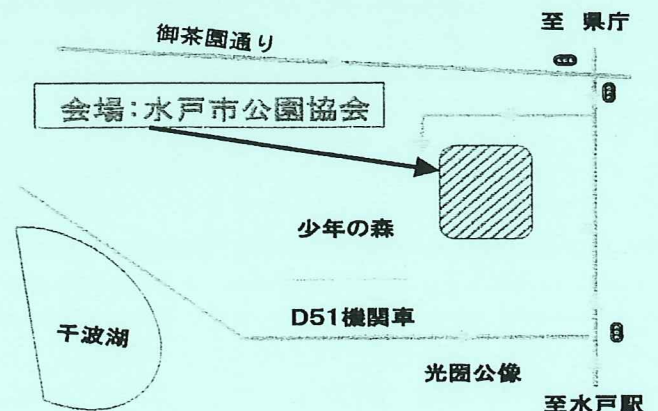 至 県庁
御茶園通り
会場:水戸市公園協会
少年の森
D51機関車
千波湖
光圀公像
至水戸駅